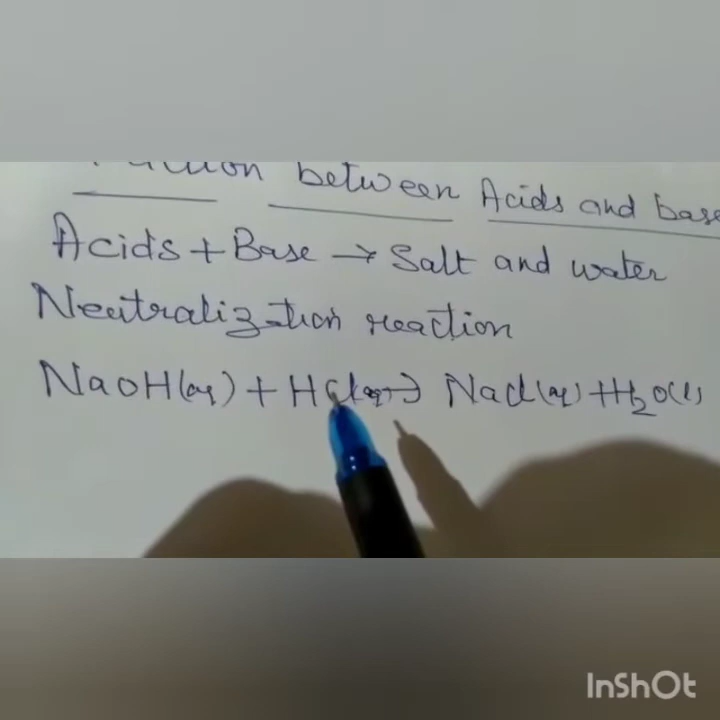 between Acids and base
Acids + Base → Salt and water
Neutralization reaction
NaOH(aq) + HCl(aq) → NaCl(aq) + H₂O(l)
InShOt